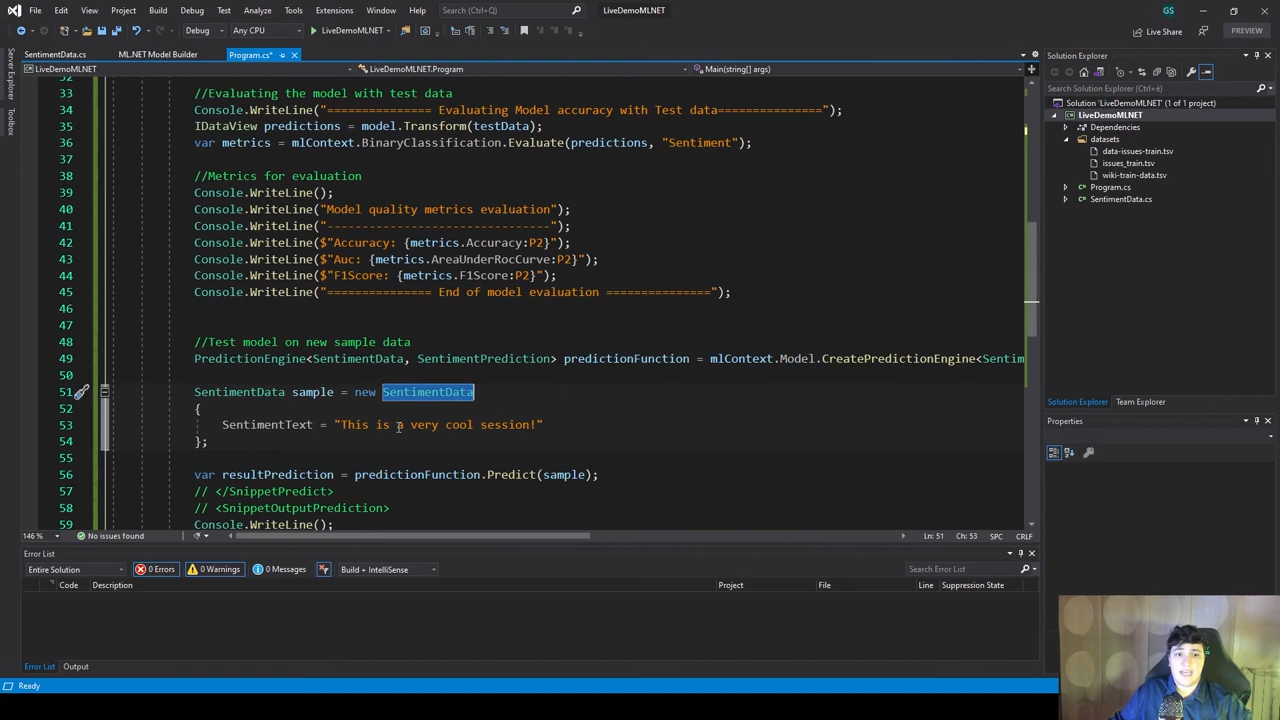 File Edit View Project Build Debug Test Analyze Tools Extensions Window Help Search (Ctrl+Q) LiveDemoMLNET GS
Debug Any CPU LiveDemoMLNET Live Share PREVIEW
SentimentData.cs ML.NET Model Builder Program.cs* Solution Explorer
LiveDemoMLNET LiveDemoMLNET.Program Main(string[] args)
Server Explorer
Toolbox
32
33 //Evaluating the model with test data
34 Console.WriteLine("=============== Evaluating Model accuracy with Test data===============");
35 IDataView predictions = model.Transform(testData);
36 var metrics = mlContext.BinaryClassification.Evaluate(predictions, "Sentiment");
37
38 //Metrics for evaluation
39 Console.WriteLine();
40 Console.WriteLine("Model quality metrics evaluation");
41 Console.WriteLine("--------------------------------");
42 Console.WriteLine($"Accuracy: {metrics.Accuracy:P2}");
43 Console.WriteLine($"Auc: {metrics.AreaUnderRocCurve:P2}");
44 Console.WriteLine($"F1Score: {metrics.F1Score:P2}");
45 Console.WriteLine("=============== End of model evaluation ===============");
46
47
48 //Test model on new sample data
49 PredictionEngine<SentimentData, SentimentPrediction> predictionFunction = mlContext.Model.CreatePredictionEngine<Sentim
50
51 SentimentData sample = new SentimentData
52 {
53 SentimentText = "This is a very cool session!"
54 };
55
56 var resultPrediction = predictionFunction.Predict(sample);
57 // </SnippetPredict>
58 // <SnippetOutputPrediction>
59 Console.WriteLine();
146 % No issues found Ln: 51 Ch: 53 SPC CRLF
Search Solution Explorer (Ctrl+è)
Solution 'LiveDemoMLNET' (1 of 1 project)
LiveDemoMLNET
Dependencies
datasets
data-issues-train.tsv
issues_train.tsv
wiki-train-data.tsv
Program.cs
SentimentData.cs
Solution Explorer Team Explorer
Properties
Error List
Entire Solution 0 Errors 0 Warnings 0 Messages Build + IntelliSense Search Error List
Code Description Project File Line Suppression State
Error List Output
Ready